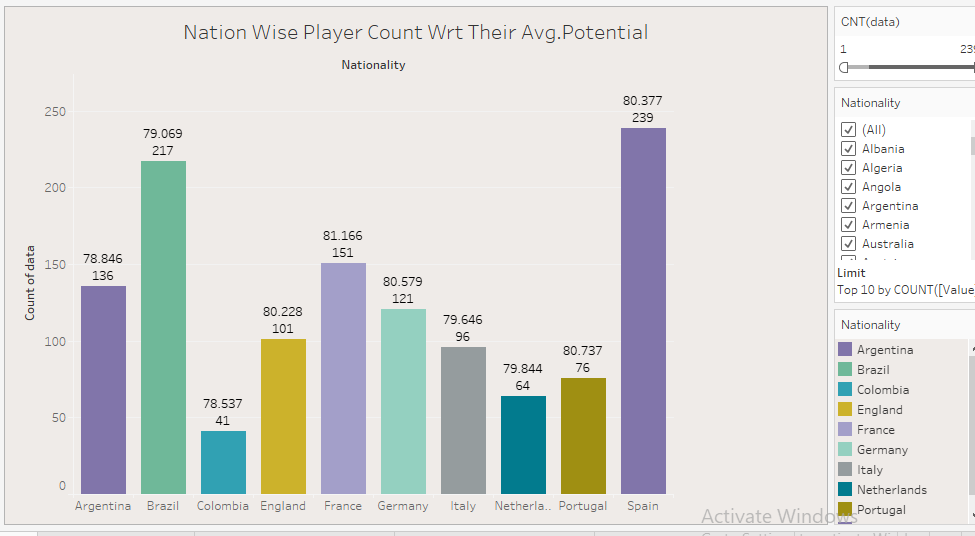 Nation Wise Player Count Wrt Their Avg.Potential
Nationality
Count of data
250
200
150
100
50
0
78.846
136
79.069
217
78.537
41
80.228
101
81.166
151
80.579
121
79.646
96
79.844
64
80.737
76
80.377
239
Argentina
Brazil
Colombia
England
France
Germany
Italy
Netherla..
Portugal
Spain
CNT(data)
1
239
Nationality
(All)
Albania
Algeria
Angola
Argentina
Armenia
Australia
Limit
Top 10 by COUNT([Value
Nationality
Argentina
Brazil
Colombia
England
France
Germany
Italy
Netherlands
Portugal
Activate Windows